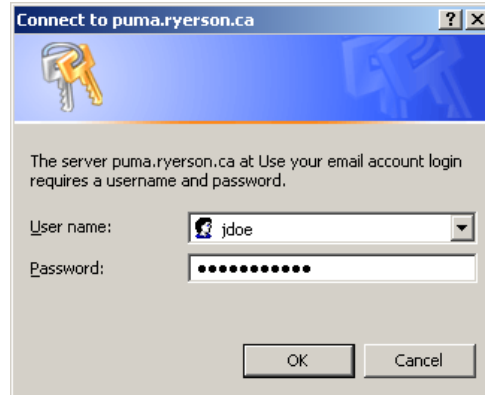 Connect to puma.ryerson.ca
The server puma.ryerson.ca at Use your email account login
requires a username and password.
User name:
jdoe
Password:
●●●●●●●●●●●
OK Cancel